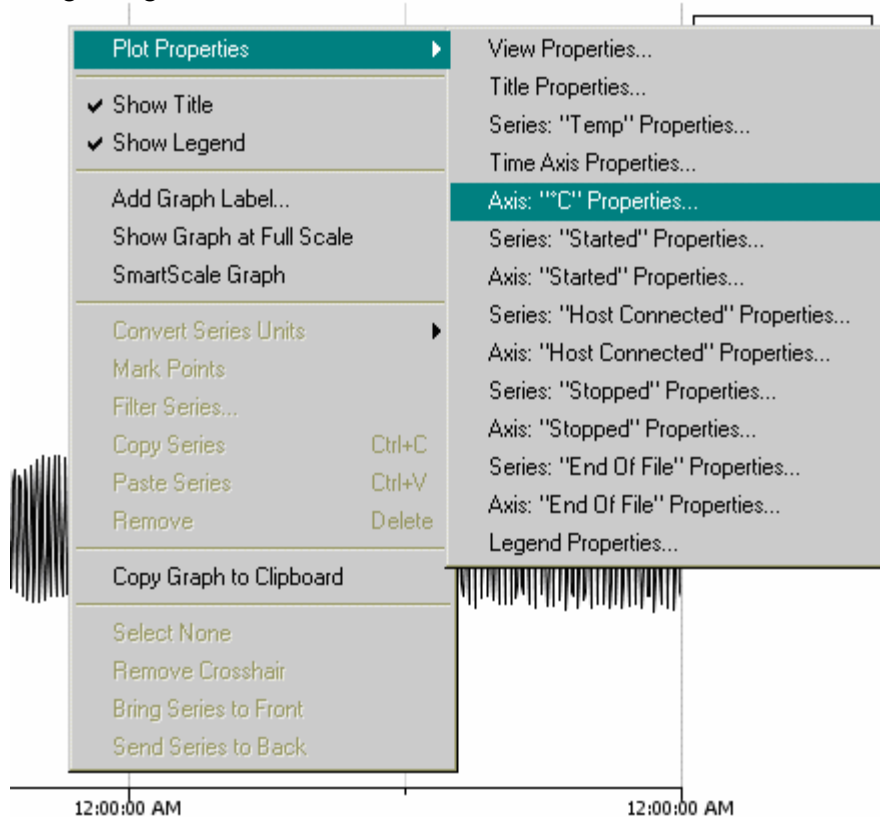 Plot Properties
Show Title
Show Legend
Add Graph Label...
Show Graph at Full Scale
SmartScale Graph
Convert Series Units
Mark Points
Filter Series...
Copy Series Ctrl+C
Paste Series Ctrl+V
Remove Delete
Copy Graph to Clipboard
Select None
Remove Crosshair
Bring Series to Front
Send Series to Back
View Properties...
Title Properties...
Series: "Temp" Properties...
Time Axis Properties...
Axis: "°C" Properties...
Series: "Started" Properties...
Axis: "Started" Properties...
Series: "Host Connected" Properties...
Axis: "Host Connected" Properties...
Series: "Stopped" Properties...
Axis: "Stopped" Properties...
Series: "End Of File" Properties...
Axis: "End Of File" Properties...
Legend Properties...
12:00:00 AM 12:00:00 AM